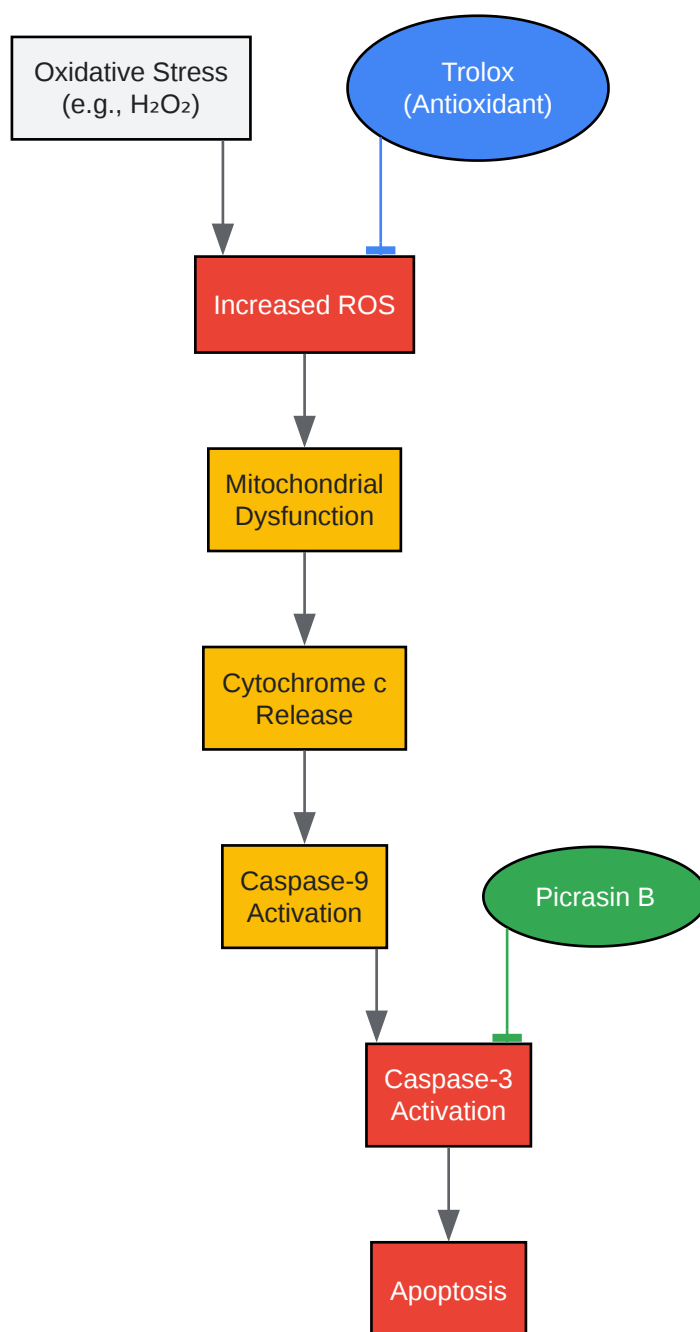 Oxidative Stress
(e.g., H₂O₂)
Trolox
(Antioxidant)
Increased ROS
Mitochondrial
Dysfunction
Cytochrome c
Release
Caspase-9
Activation
Picrasin B
Caspase-3
Activation
Apoptosis